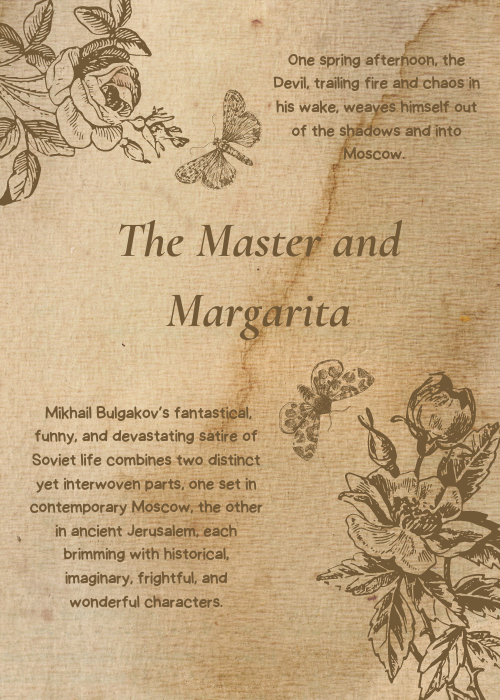 One spring afternoon, the
Devil, trailing fire and chaos in
his wake, weaves himself out
of the shadows and into
Moscow.
The Master and
Margarita
Mikhail Bulgakov's fantastical,
funny, and devastating satire of
Soviet life combines two distinct
yet interwoven parts, one set in
contemporary Moscow, the other
in ancient Jerusalem, each
brimming with historical,
imaginary, frightful, and
wonderful characters.